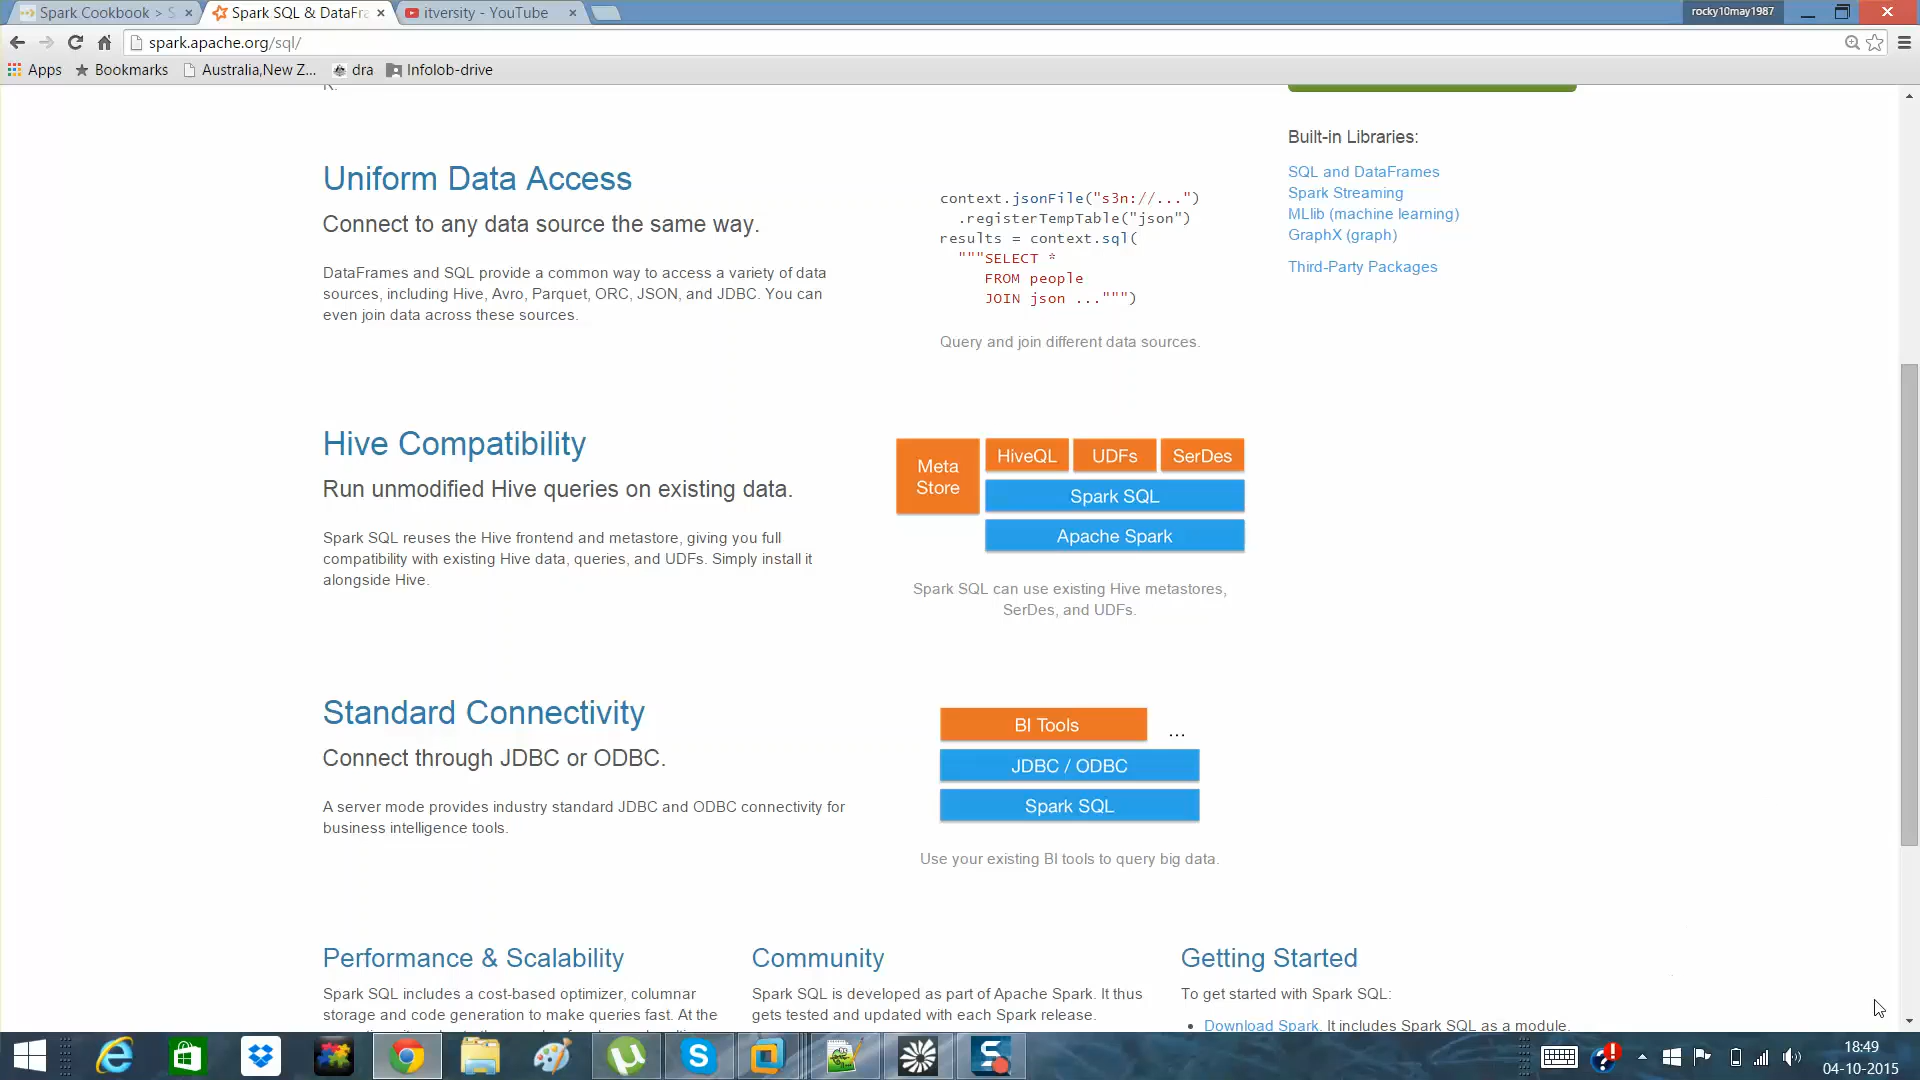 Spark Cookbook > S
Spark SQL & DataFra
itversity - YouTube
rocky10may1987
spark.apache.org/sql/
Apps
Bookmarks
Australia,New Z...
dra
Infolob-drive
Built-in Libraries:
SQL and DataFrames
Spark Streaming
MLlib (machine learning)
GraphX (graph)
Third-Party Packages
Uniform Data Access
Connect to any data source the same way.
DataFrames and SQL provide a common way to access a variety of data
sources, including Hive, Avro, Parquet, ORC, JSON, and JDBC. You can
even join data across these sources.
context.jsonFile("s3n://...")
.registerTempTable("json")
results = context.sql(
"""SELECT *
FROM people
JOIN json ...""")
Query and join different data sources.
Hive Compatibility
Run unmodified Hive queries on existing data.
Spark SQL reuses the Hive frontend and metastore, giving you full
compatibility with existing Hive data, queries, and UDFs. Simply install it
alongside Hive.
Meta
Store
HiveQL
UDFs
SerDes
Spark SQL
Apache Spark
Spark SQL can use existing Hive metastores,
SerDes, and UDFs.
Standard Connectivity
Connect through JDBC or ODBC.
A server mode provides industry standard JDBC and ODBC connectivity for
business intelligence tools.
BI Tools
...
JDBC / ODBC
Spark SQL
Use your existing BI tools to query big data.
Performance & Scalability
Spark SQL includes a cost-based optimizer, columnar
storage and code generation to make queries fast. At the
Community
Spark SQL is developed as part of Apache Spark. It thus
gets tested and updated with each Spark release.
Getting Started
To get started with Spark SQL:
Download Spark. It includes Spark SQL as a module.
18:49
04-10-2015